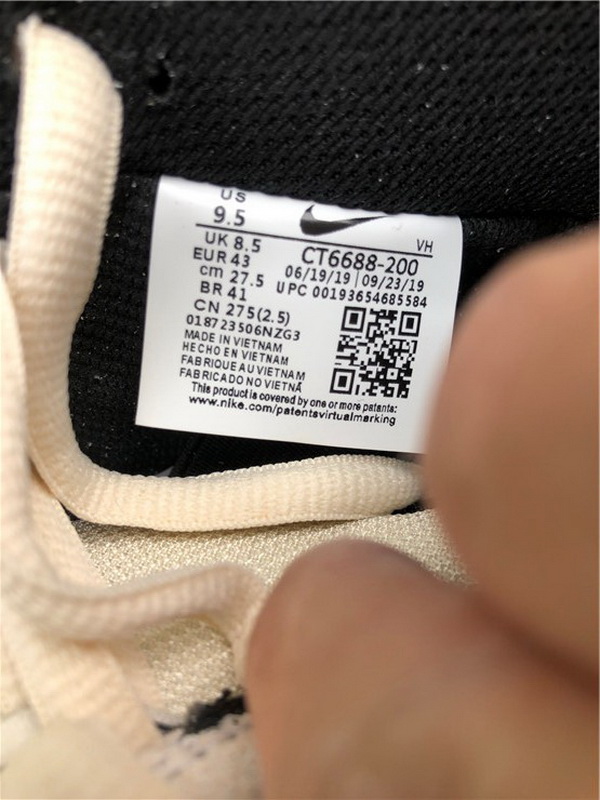 US
9.5
VH
UK 8.5
CT6688-200
EUR 43
06/19/19 | 09/23/19
cm 27.5
UPC 00193654685584
BR 41
CN 275(2.5)
018723506NZG3
MADE IN VIETNAM
HECHO EN VIETNAM
FABRIQUE AU VIETNAM
FABRICADO NO VIETNÃ
This product is covered by one or more patents:
www.nike.com/patentsvirtualmarking